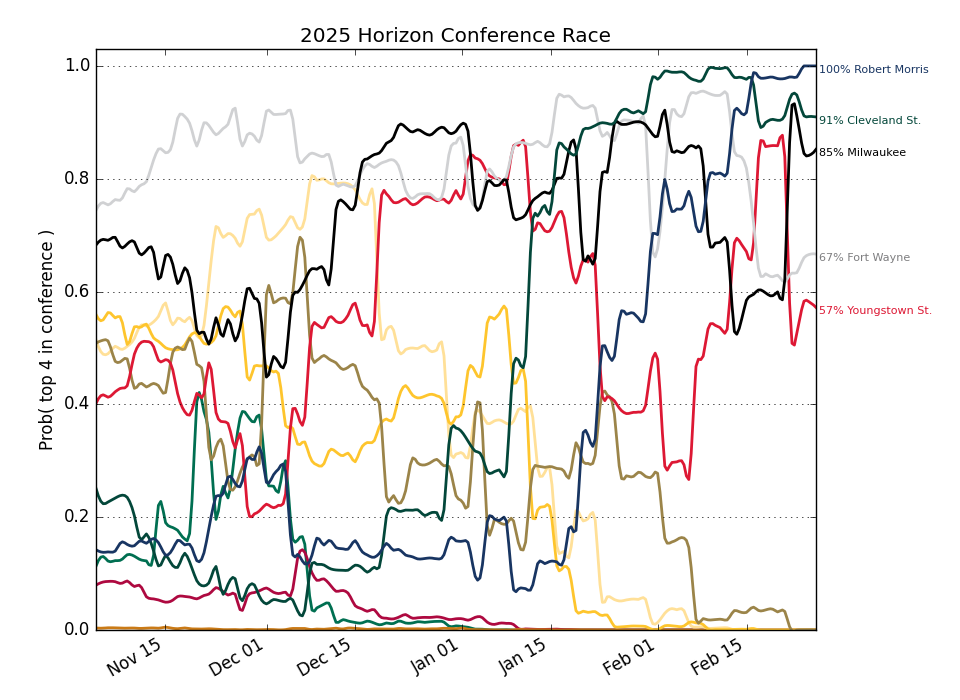 2025 Horizon Conference Race
Prob( top 4 in conference )
1.0
0.8
0.6
0.4
0.2
0.0
Nov 15
Dec 01
Dec 15
Jan 01
Jan 15
Feb 01
Feb 15
100% Robert Morris
91% Cleveland St.
85% Milwaukee
67% Fort Wayne
57% Youngstown St.